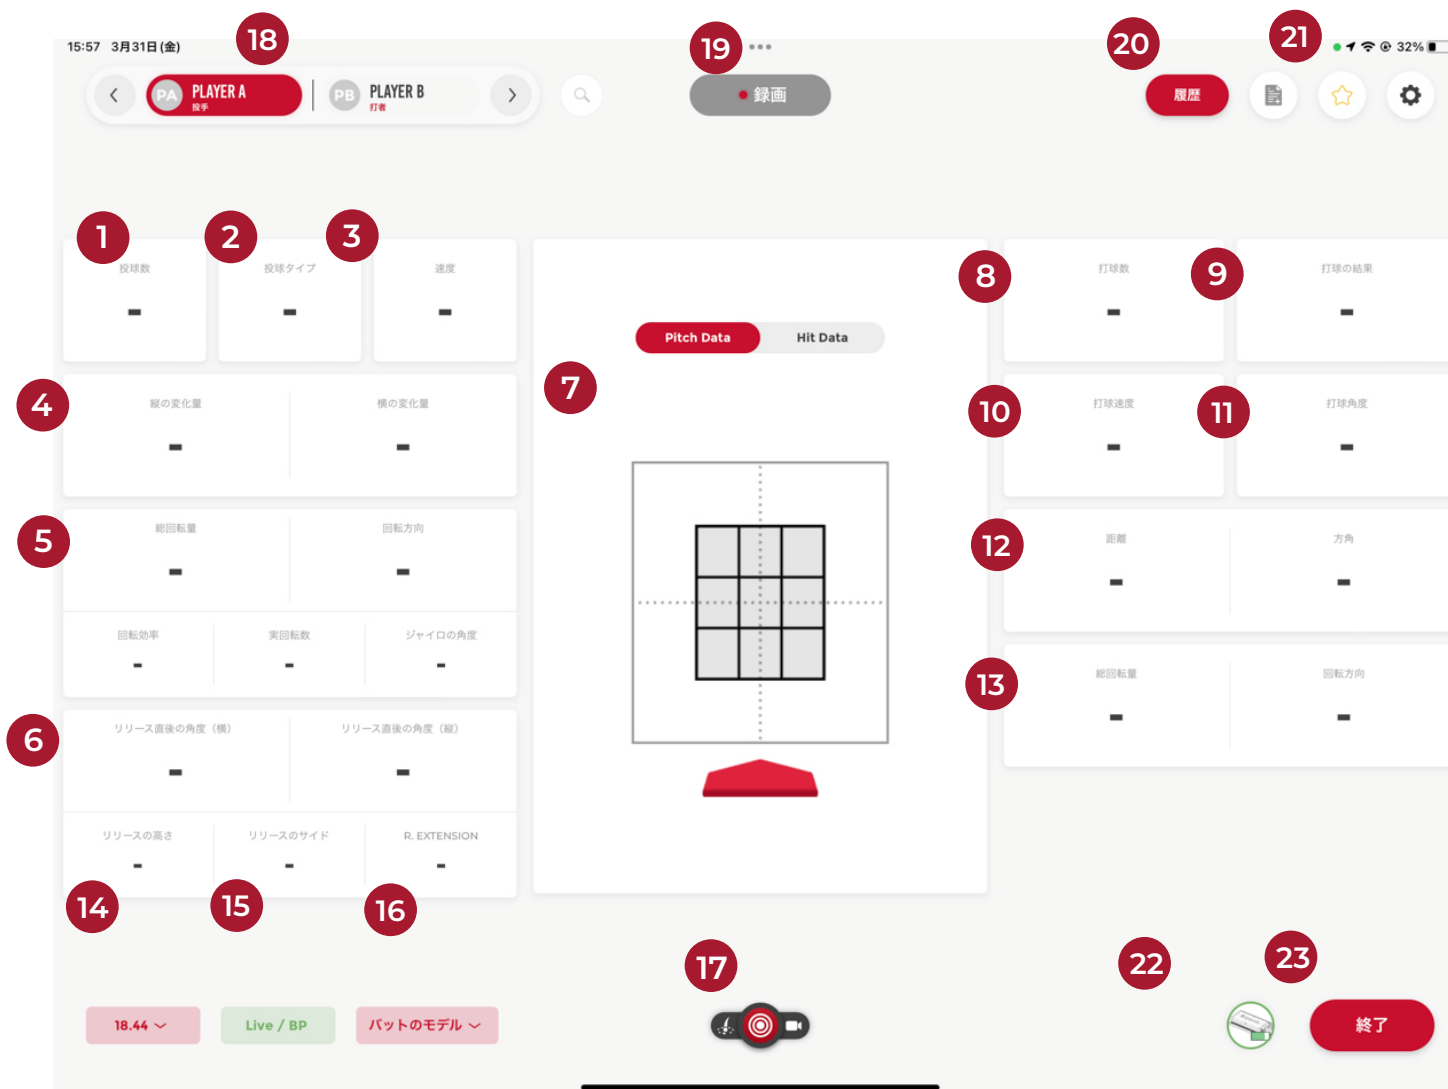 15:57 3月31日(金)
18
19
20
21
32%
PA
PLAYER A
投手
PB
PLAYER B
打者
録画
履歴
1
2
3
投球数
投球タイプ
速度
-
-
-
4
縦の変化量
横の変化量
-
-
5
総回転量
回転方向
-
-
回転効率
実回転数
ジャイロの角度
-
-
-
6
リリース直後の角度(横)
リリース直後の角度(縦)
-
-
リリースの高さ
リリースのサイド
R. EXTENSION
-
-
-
14
15
16
Pitch Data
Hit Data
7
8
9
打球数
打球の結果
-
-
10
11
打球速度
打球角度
-
-
12
距離
方角
-
-
13
総回転量
回転方向
-
-
17
22
23
18.44
Live / BP
バットのモデル
終了